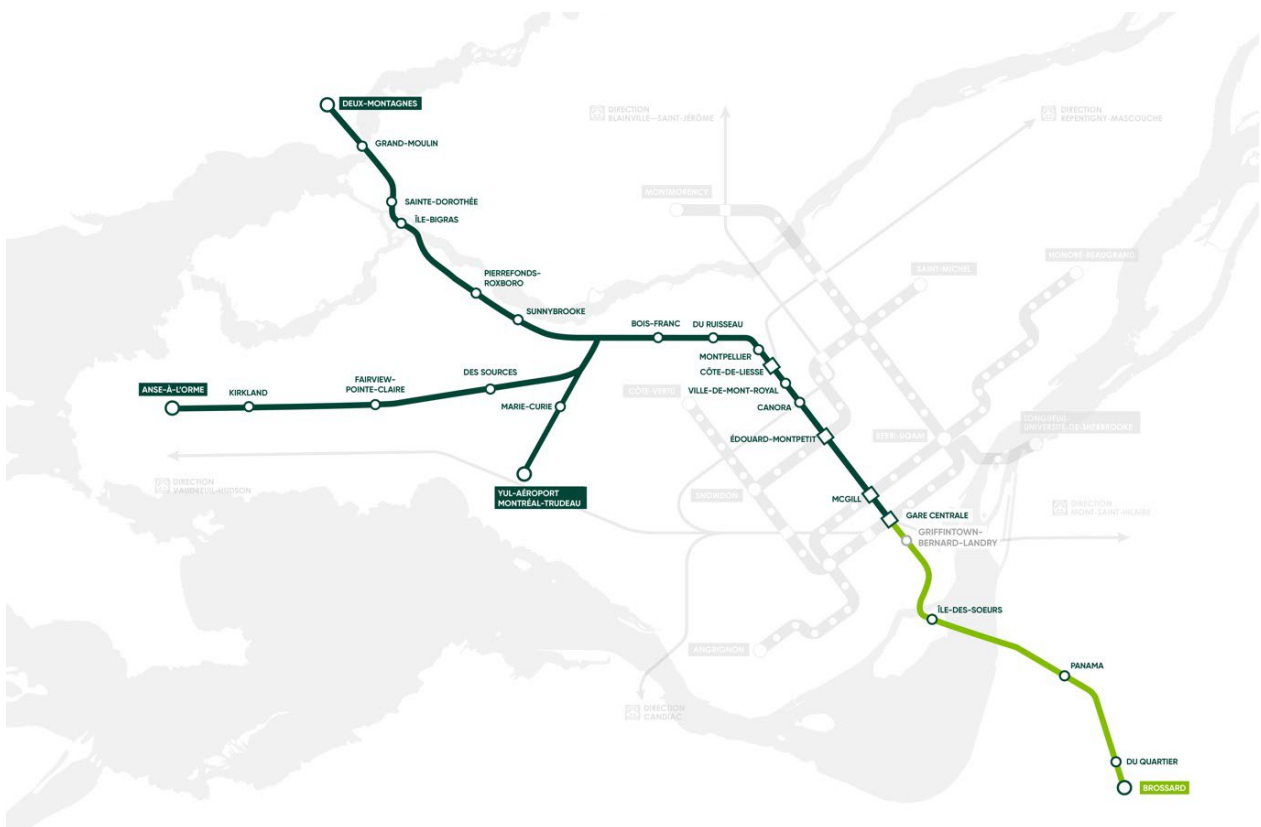 DEUX-MONTAGNES
DIRECTION
BLAINVILLE—SAINT-JÉRÔME
DIRECTION
REPENTIGNY-MASCOUCHE
GRAND-MOULIN
MONTMORENCY
SAINTE-DOROTHÉE
ÎLE-BIGRAS
HONORÉ-BEAUGRAND
SAINT-MICHEL
PIERREFONDS-
ROXBORO
SUNNYBROOKE
BOIS-FRANC
DU RUISSEAU
MONTPELLIER
CÔTE-DE-LIESSE
DES SOURCES
FAIRVIEW-
POINTE-CLAIRE
ANSE-À-L'ORME
KIRKLAND
CÔTE-VERTU
VILLE-DE-MONT-ROYAL
MARIE-CURIE
CANORA
LONGUEUIL-
UNIVERSITÉ-DE-SHERBROOKE
BERRI-UQAM
ÉDOUARD-MONTPETIT
DIRECTION
VAUDREUIL-HUDSON
YUL-AÉROPORT
MONTRÉAL-TRUDEAU
SNOWDON
MCGILL
DIRECTION
MONT-SAINT-HILAIRE
GARE CENTRALE
GRIFFINTOWN-
BERNARD-LANDRY
ÎLE-DES-SOEURS
ANGRIGNON
PANAMA
DIRECTION
CANDIAC
DU QUARTIER
BROSSARD